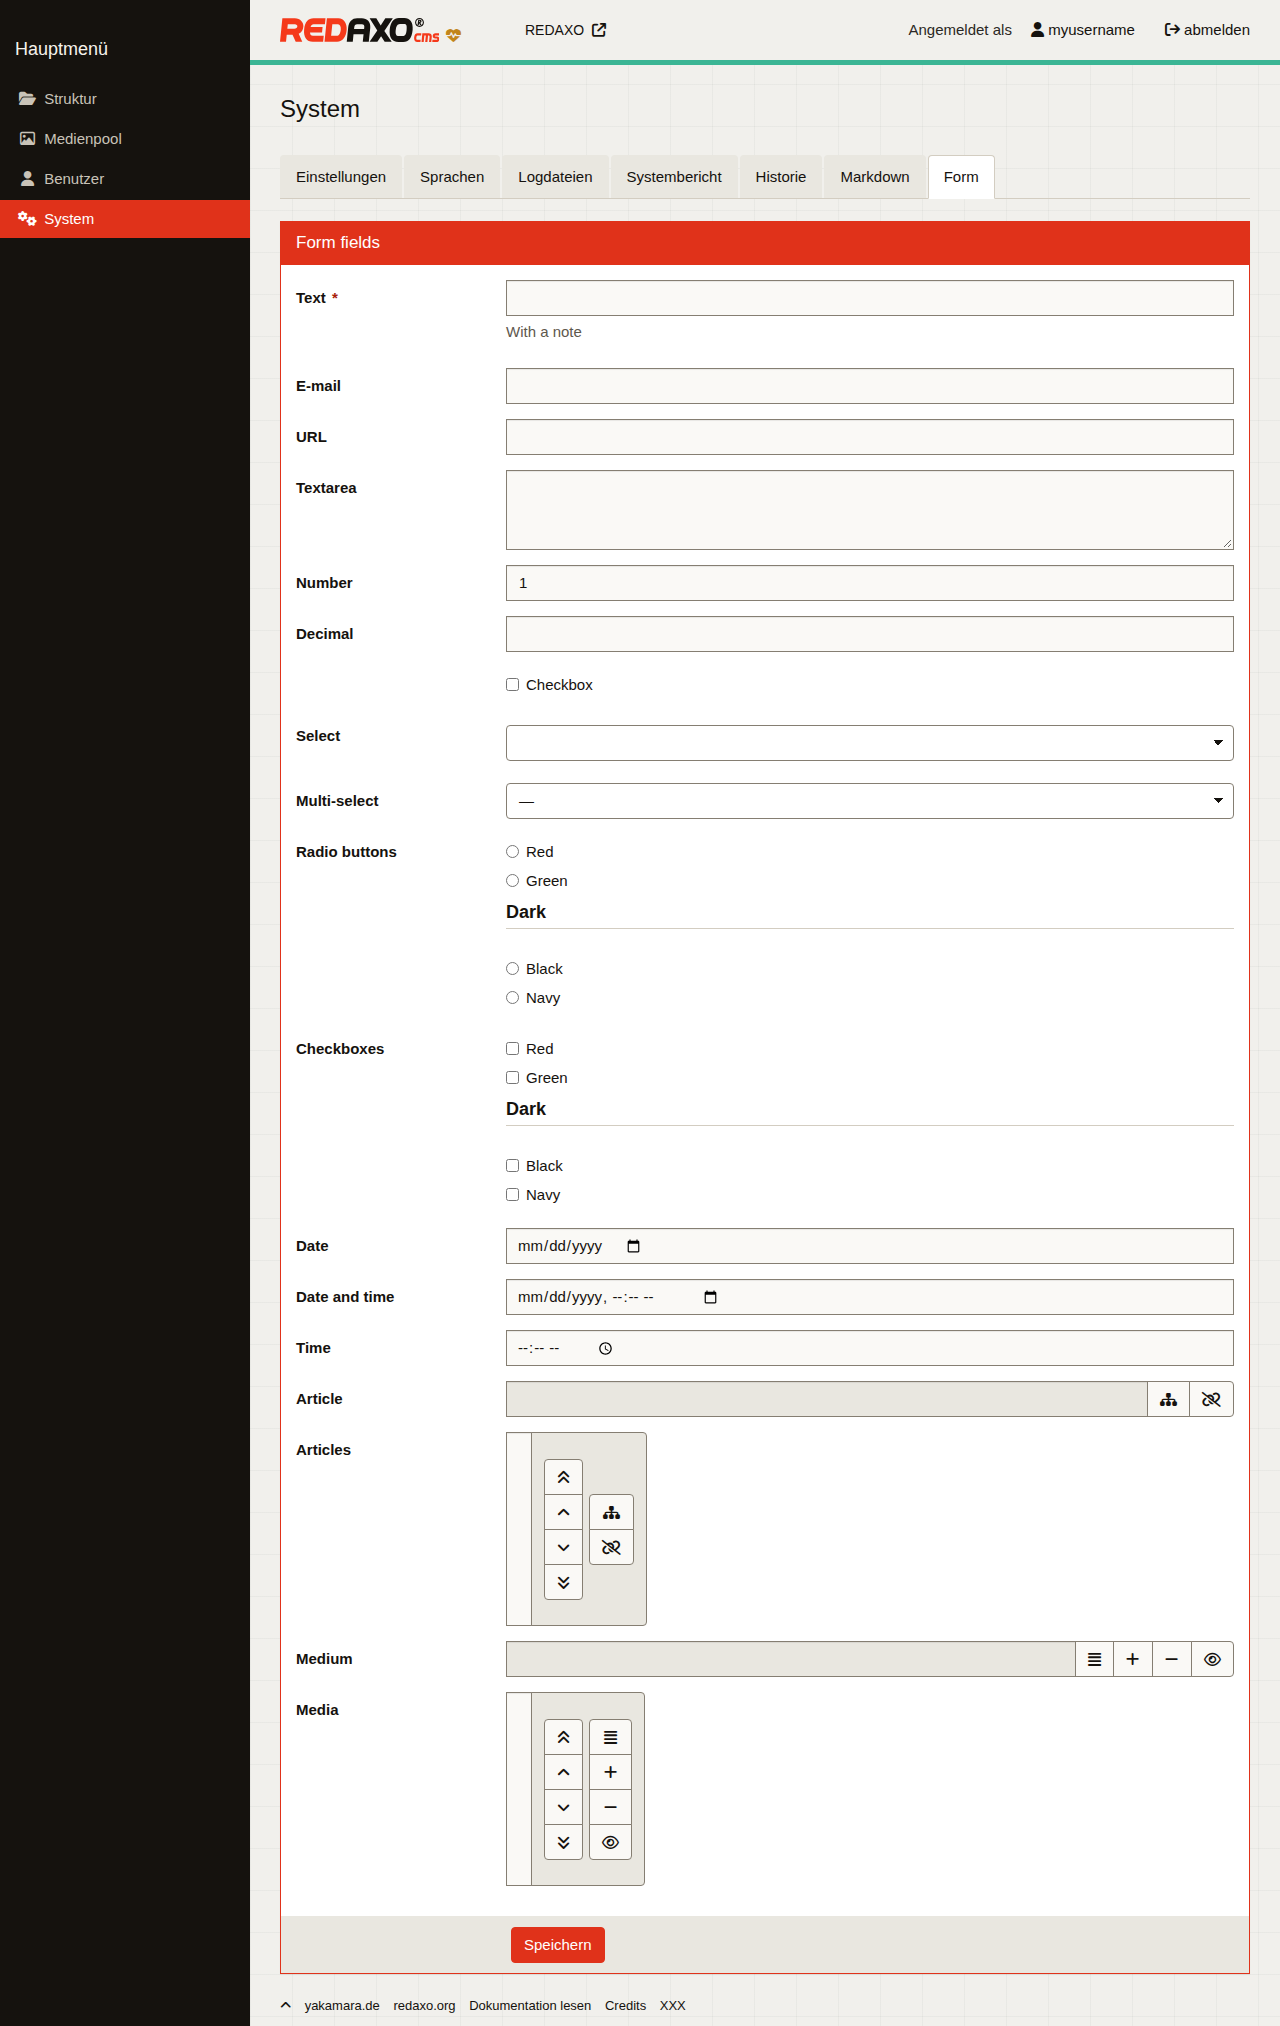 Hauptmenü
Struktur
Medienpool
Benutzer
System
REDAXO® cms
REDAXO
Angemeldet als myusername abmelden
System
Einstellungen Sprachen Logdateien Systembericht Historie Markdown Form
Form fields
Text *
With a note
E-mail
URL
Textarea
Number 1
Decimal
Checkbox
Select
Multi-select —
Radio buttons Red
Green
Dark
Black
Navy
Checkboxes Red
Green
Dark
Black
Navy
Date mm/dd/yyyy
Date and time mm/dd/yyyy, --:-- --
Time --:-- --
Article
Articles
Medium
Media
Speichern
yakamara.de redaxo.org Dokumentation lesen Credits XXX